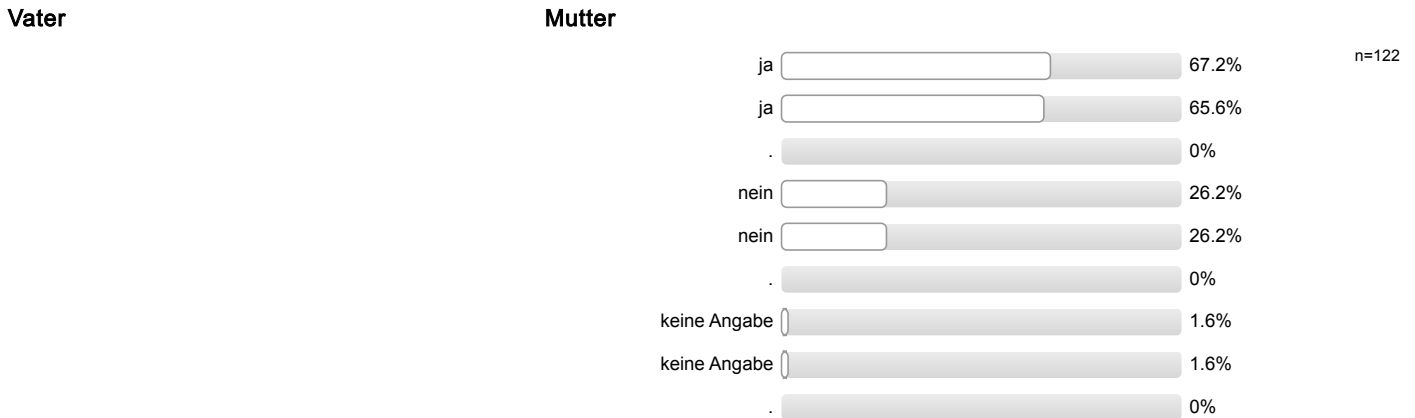 Vater Mutter
n=122
ja 67.2%
ja 65.6%
. 0%
nein 26.2%
nein 26.2%
. 0%
keine Angabe 1.6%
keine Angabe 1.6%
. 0%